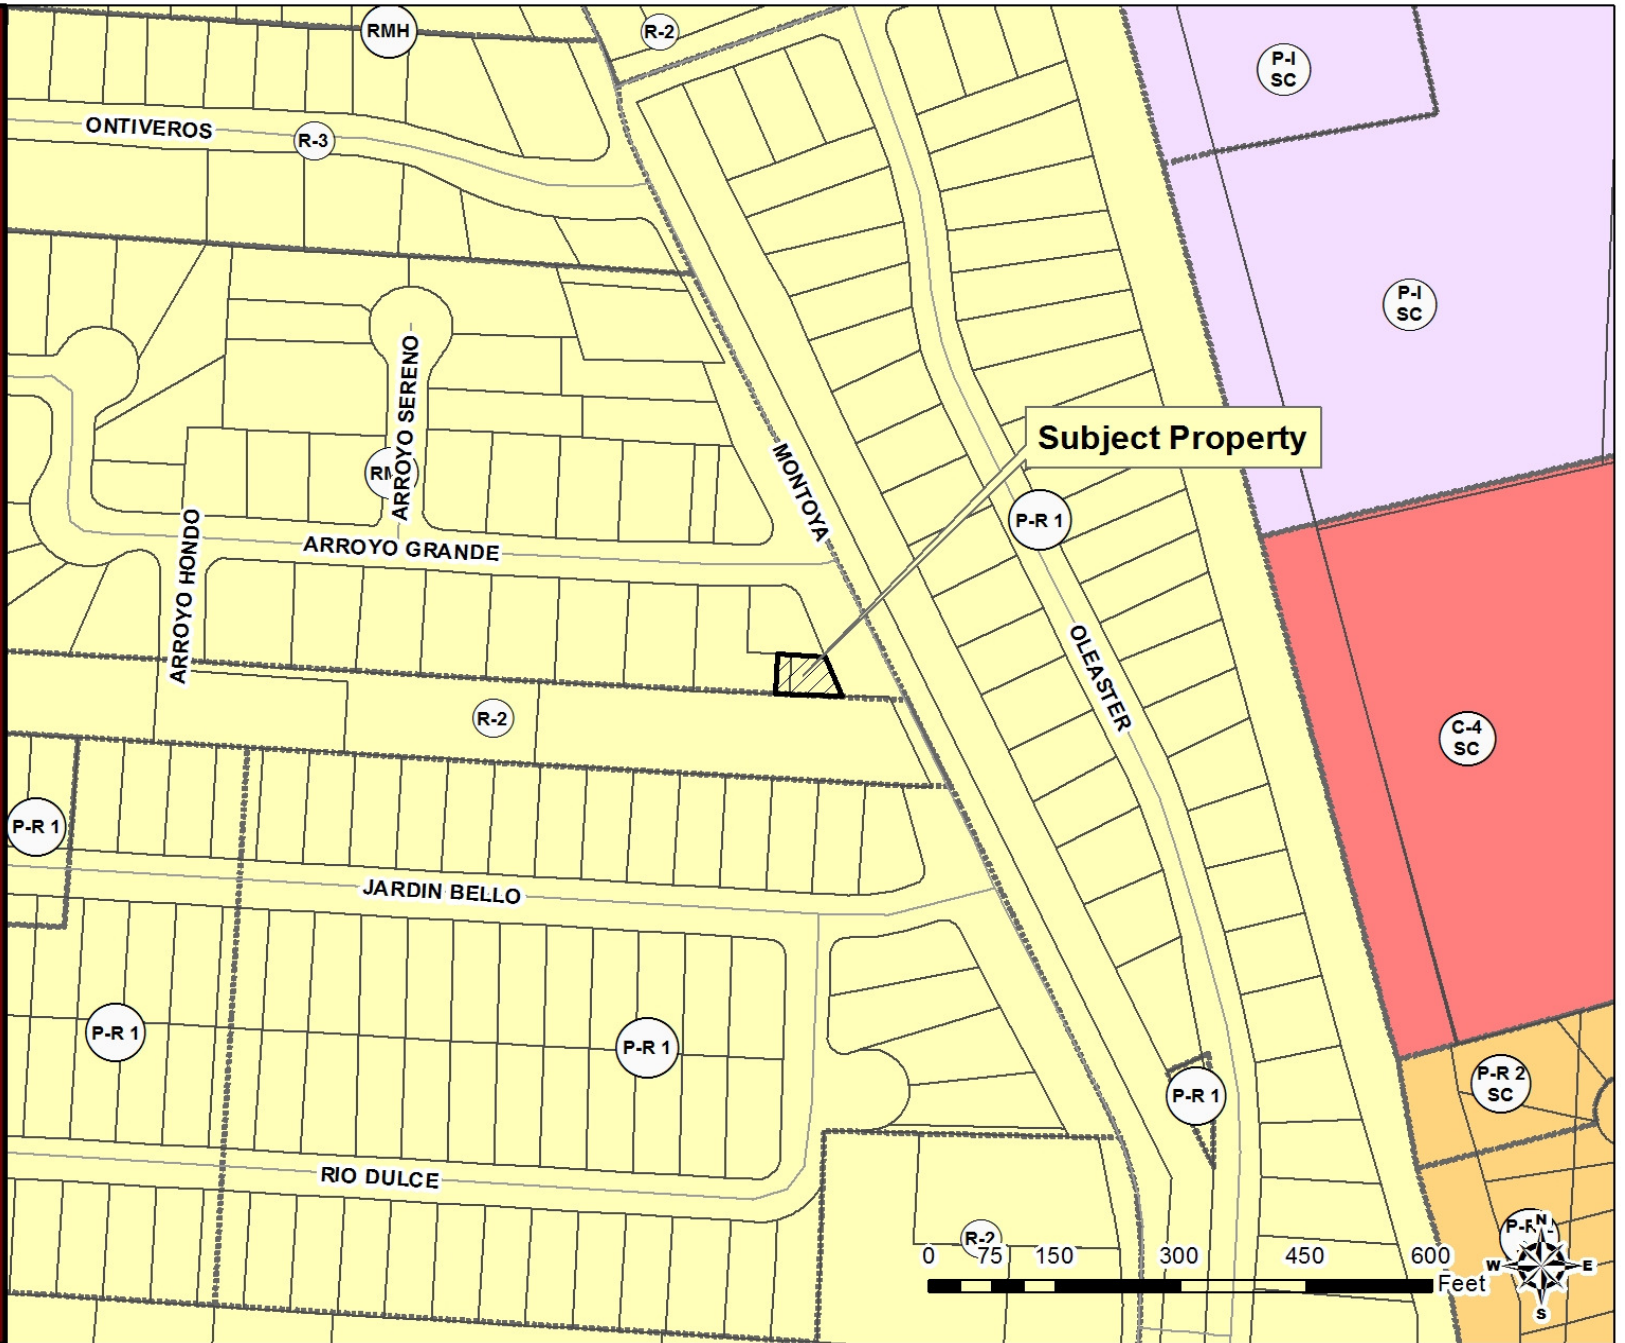 RMH
R-2
P-I
SC
ONTIVEROS
R-3
P-I
SC
ARROYO SERENO
Subject Property
MONTOYA
P-R 1
ARROYO GRANDE
ARROYO HONDO
OLEASTER
R-2
C-4
SC
P-R 1
JARDIN BELLO
P-R 1
P-R 1
P-R 1
P-R 2
SC
RIO DULCE
R-2
0 75 150 300 450 600
Feet
N
W E
S